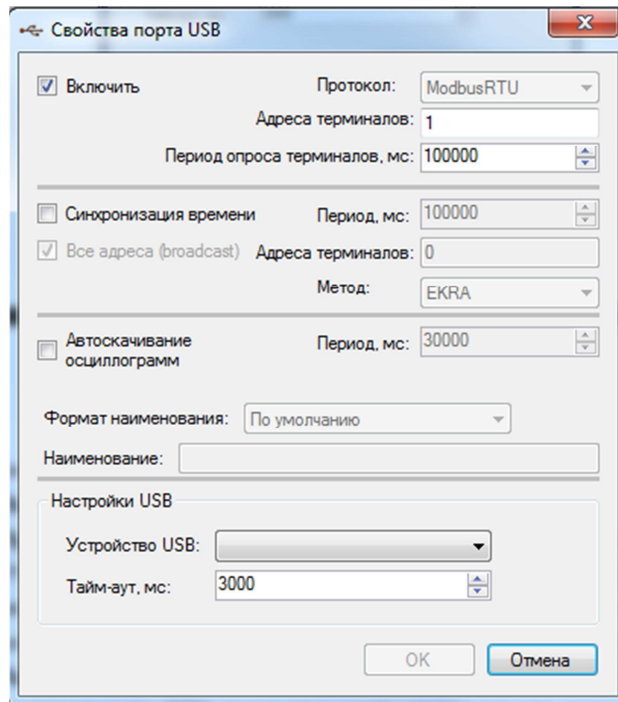 Свойства порта USB
Включить Протокол: ModbusRTU
Адреса терминалов: 1
Период опроса терминалов, мс: 100000
Синхронизация времени Период, мс: 100000
Все адреса (broadcast) Адреса терминалов: 0
Метод: EKRA
Автоскачивание
осциллограмм
Период, мс: 30000
Формат наименования: По умолчанию
Наименование:
Настройки USB
Устройство USB:
Тайм-аут, мс: 3000
OK Отмена